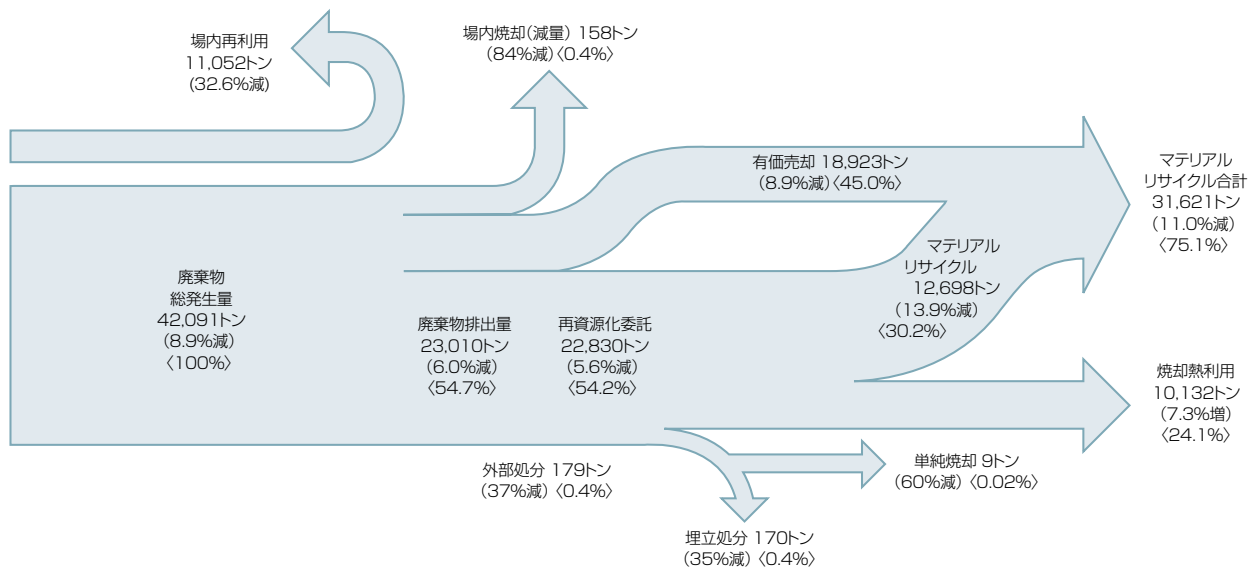 場内再利用
11,052トン
(32.6%減)
場内焼却(減量) 158トン
(84%減)〈0.4%〉
有価売却 18,923トン
(8.9%減)〈45.0%〉
マテリアル
リサイクル合計
31,621トン
(11.0%減)
〈75.1%〉
マテリアル
リサイクル
12,698トン
(13.9%減)
〈30.2%〉
廃棄物
総発生量
42,091トン
(8.9%減)
〈100%〉
廃棄物排出量
23,010トン
(6.0%減)
〈54.7%〉
再資源化委託
22,830トン
(5.6%減)
〈54.2%〉
焼却熱利用
10,132トン
(7.3%増)
〈24.1%〉
外部処分 179トン
(37%減)〈0.4%〉
単純焼却 9トン
(60%減)〈0.02%〉
埋立処分 170トン
(35%減)〈0.4%〉